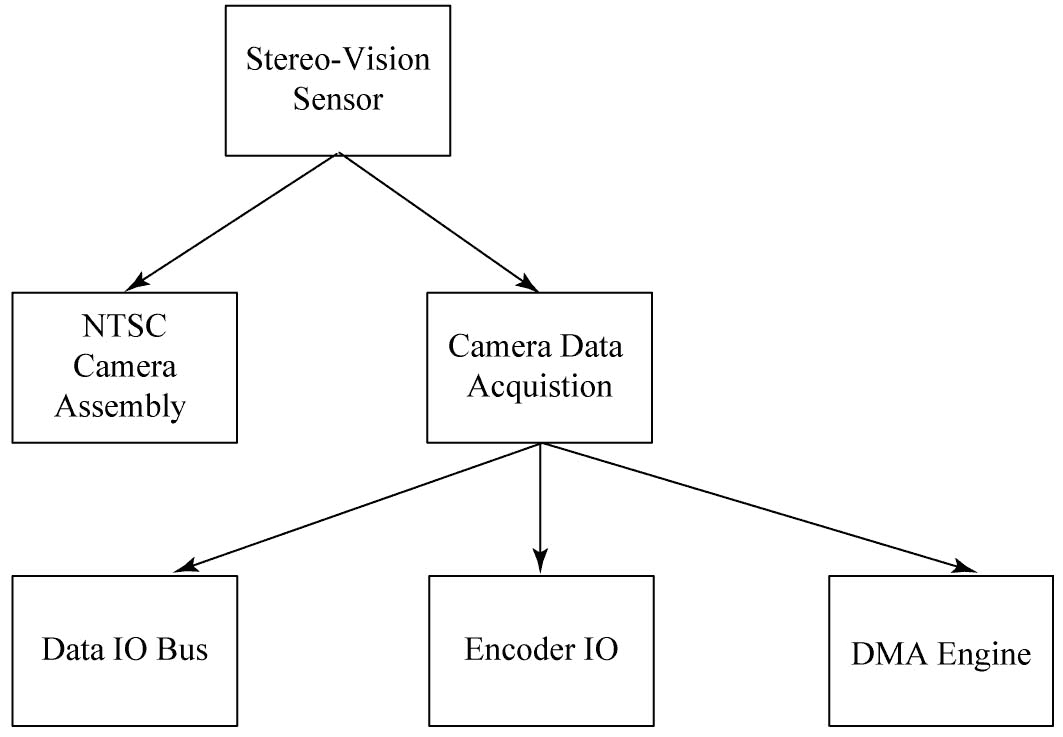 Stereo-Vision
Sensor
NTSC
Camera
Assembly
Camera Data
Acquistion
Data IO Bus
Encoder IO
DMA Engine